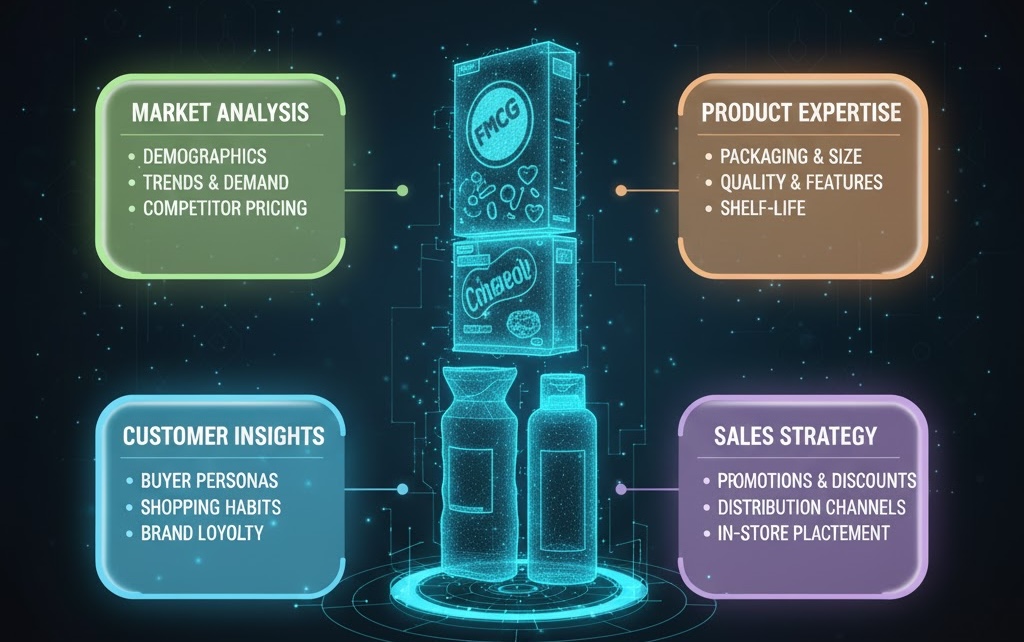 MARKET ANALYSIS
• DEMOGRAPHICS
• TRENDS & DEMAND
• COMPETITOR PRICING
PRODUCT EXPERTISE
• PACKAGING & SIZE
• QUALITY & FEATURES
• SHELF-LIFE
FMCG
CUSTOMER INSIGHTS
• BUYER PERSONAS
• SHOPPING HABITS
• BRAND LOYOLTY
SALES STRATEGY
• PROMOTIONS & DISCOUNTS
• DISTRIBUTION CHANNELS
• IN-STORE PLACTEMENT